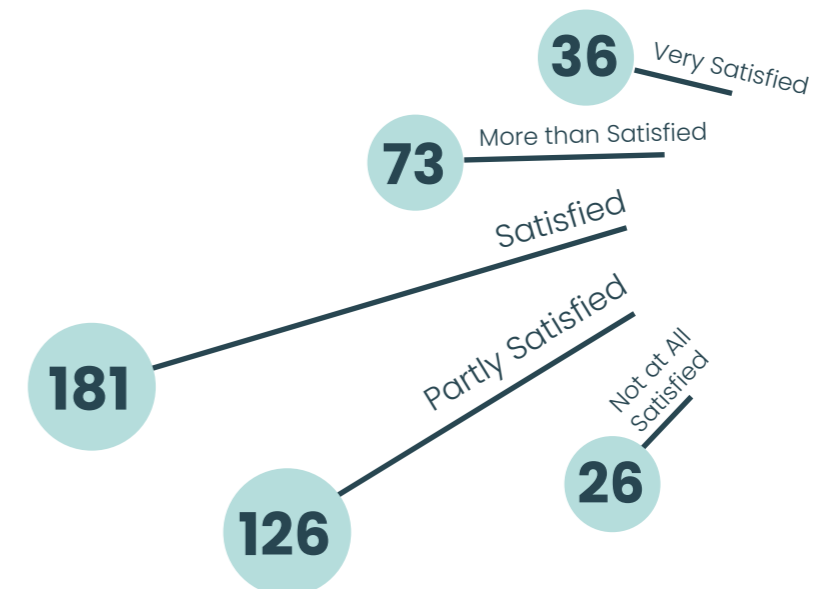 36
Very Satisfied
73
More than Satisfied
Satisfied
181
Partly Satisfied
126
Not at All
Satisfied
26